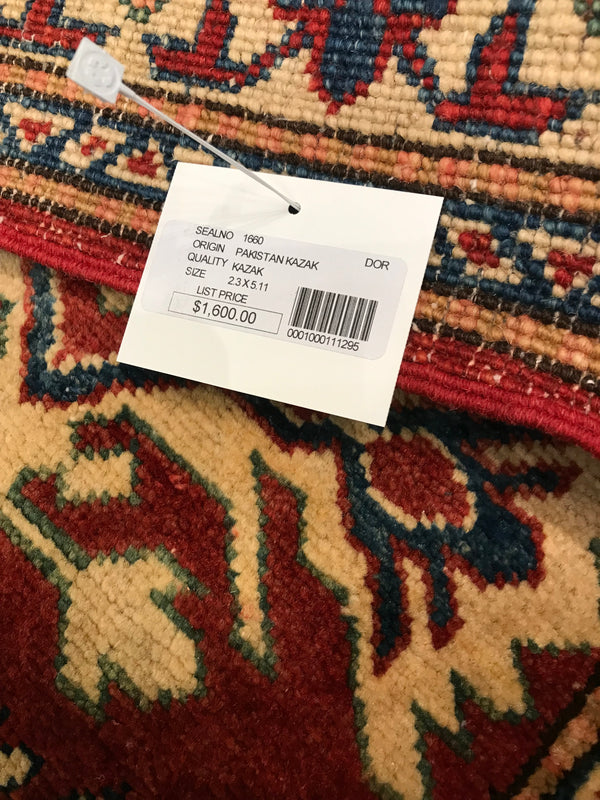 SEALNO 1660
ORIGIN PAKISTAN KAZAK DOR
QUALITY KAZAK
SIZE 2.3 X 5.11
LIST PRICE
$1,600.00
0001000111295